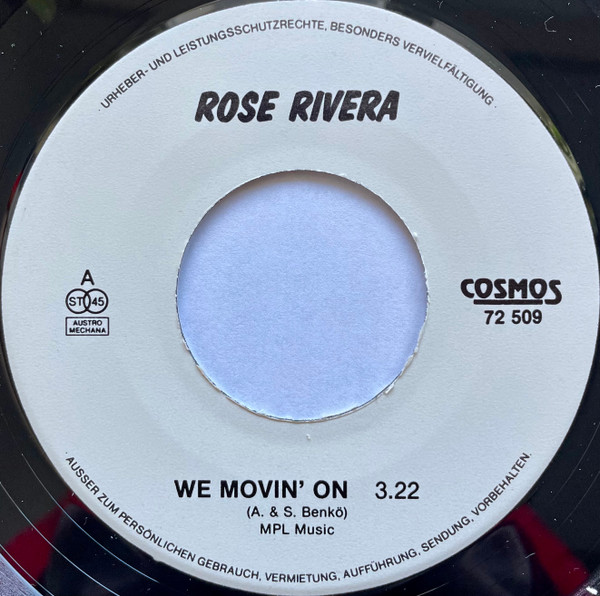 · URHEBER- UND LEISTUNGSSCHUTZRECHTE, BESONDERS VERVIELFÄLTIGUNG ·
ROSE RIVERA
A
ST 45
AUSTRO
MECHANA
COSMOS
72 509
WE MOVIN' ON 3.22
(A. & S. Benkö)
MPL Music
· AUSSER ZUM PERSÖNLICHEN GEBRAUCH, VERMIETUNG, AUFFÜHRUNG, SENDUNG, VORBEHALTEN ·